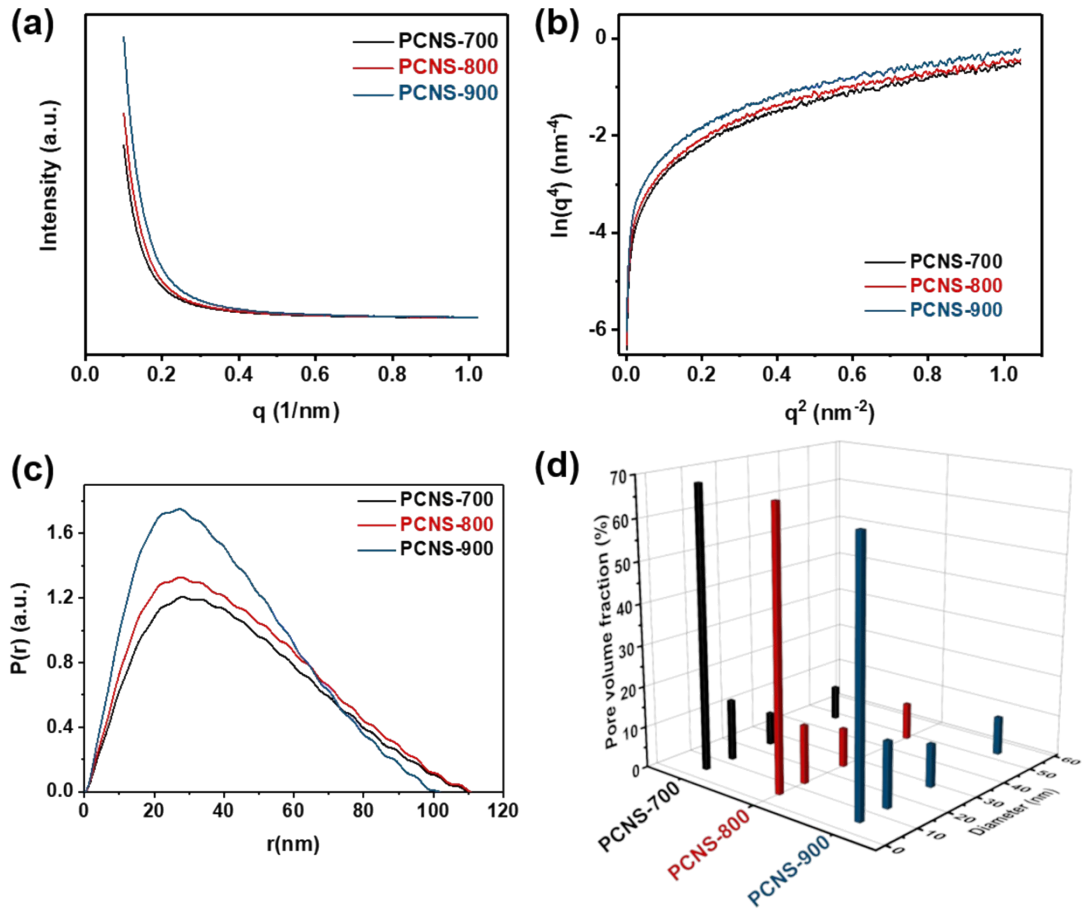 (a)
PCNS-700
PCNS-800
PCNS-900
Intensity (a.u.)
0.0 0.2 0.4 0.6 0.8 1.0
q (1/nm)
(b)
0
-2
-4
-6
ln(q⁴) (nm⁻⁴)
PCNS-700
PCNS-800
PCNS-900
0.0 0.2 0.4 0.6 0.8 1.0
q² (nm⁻²)
(c)
PCNS-700
PCNS-800
PCNS-900
1.6
1.2
0.8
0.4
0.0
P(r) (a.u.)
0 20 40 60 80 100 120
r(nm)
(d)
70
60
50
40
30
20
10
0
Pore volume fraction (%)
PCNS-700
PCNS-800
PCNS-900
0 10 20 30 40 50 60
Diameter (nm)